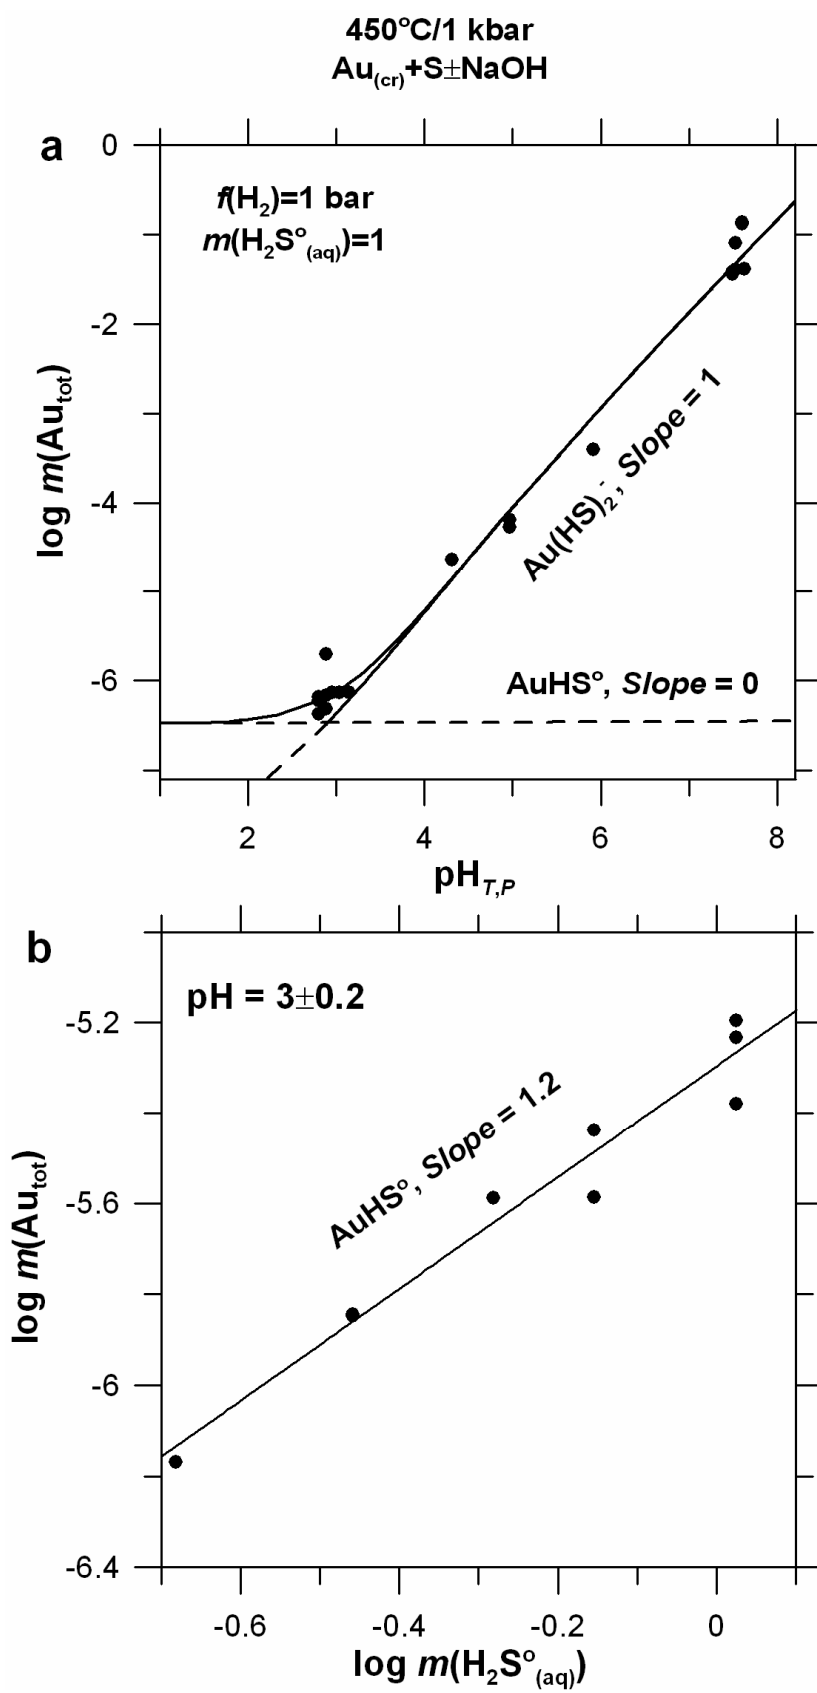 450°C/1 kbar
Au(cr)+S±NaOH
a
f(H2)=1 bar
m(H2S°(aq))=1
0
-2
-4
-6
log m(Autot)
Au(HS)2-, Slope = 1
AuHS°, Slope = 0
2
4
6
8
pHT,P
b
pH = 3±0.2
-5.2
-5.6
-6
-6.4
log m(Autot)
AuHS°, Slope = 1.2
-0.6
-0.4
-0.2
0
log m(H2S°(aq))